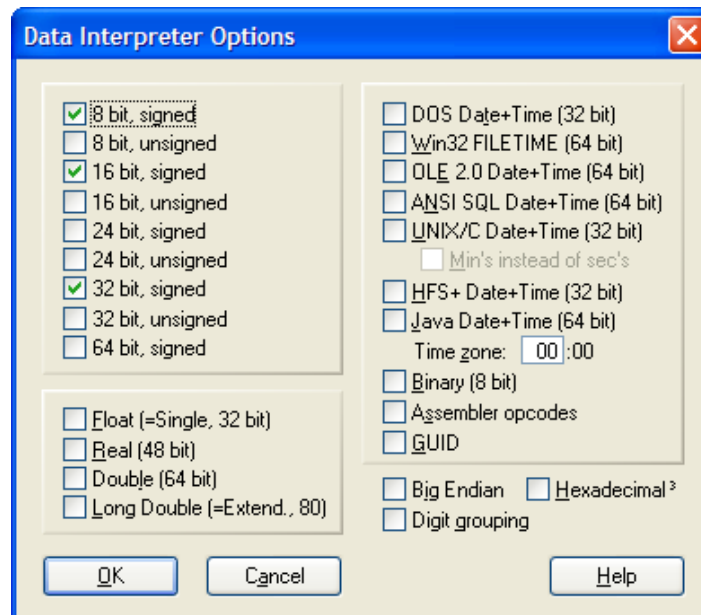 Data Interpreter Options
8 bit, signed
8 bit, unsigned
16 bit, signed
16 bit, unsigned
24 bit, signed
24 bit, unsigned
32 bit, signed
32 bit, unsigned
64 bit, signed
Float (=Single, 32 bit)
Real (48 bit)
Double (64 bit)
Long Double (=Extend., 80)
DOS Date+Time (32 bit)
Win32 FILETIME (64 bit)
OLE 2.0 Date+Time (64 bit)
ANSI SQL Date+Time (64 bit)
UNIX/C Date+Time (32 bit)
Min's instead of sec's
HFS+ Date+Time (32 bit)
Java Date+Time (64 bit)
Time zone: 00 :00
Binary (8 bit)
Assembler opcodes
GUID
Big Endian Hexadecimal³
Digit grouping
OK Cancel Help